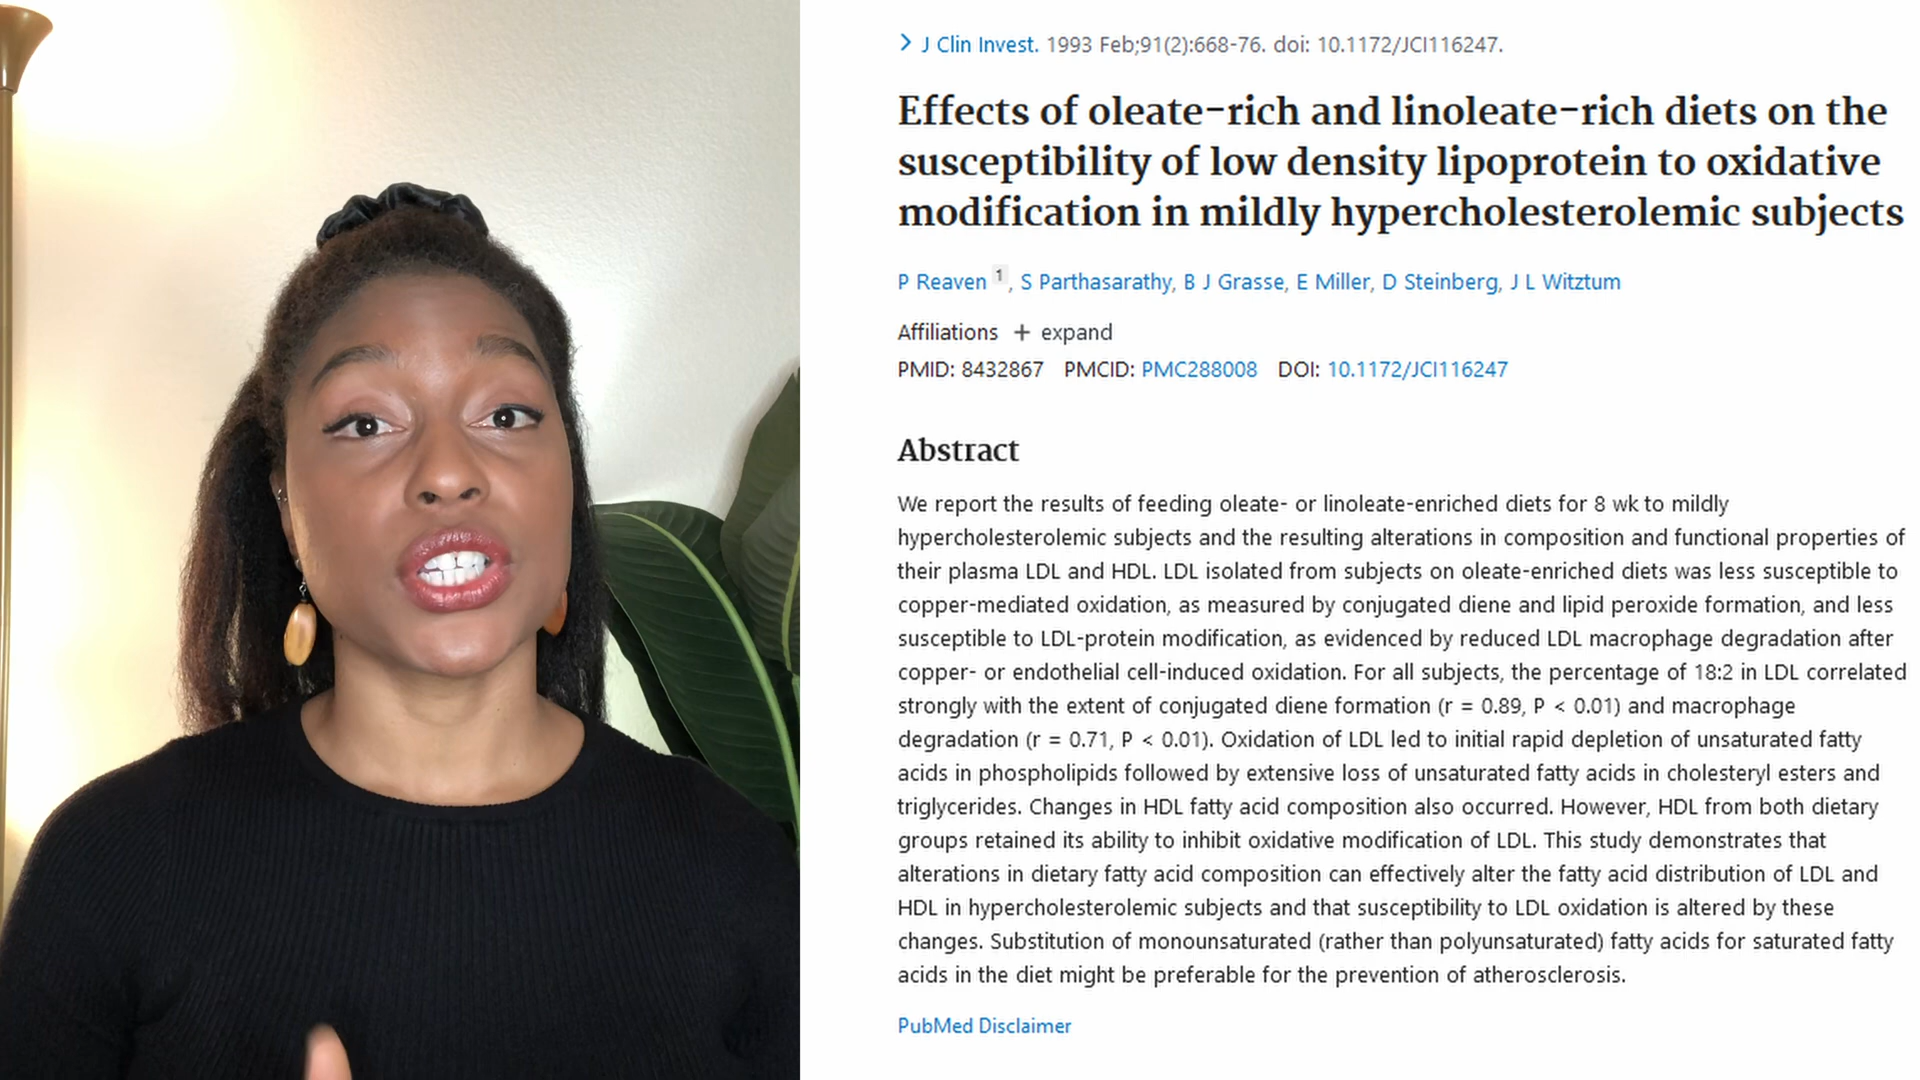 J Clin Invest. 1993 Feb;91(2):668-76. doi: 10.1172/JCI116247.
Effects of oleate-rich and linoleate-rich diets on the
susceptibility of low density lipoprotein to oxidative
modification in mildly hypercholesterolemic subjects
P Reaven 1, S Parthasarathy, B J Grasse, E Miller, D Steinberg, J L Witztum
Affiliations + expand
PMID: 8432867 PMCID: PMC288008 DOI: 10.1172/JCI116247
Abstract
We report the results of feeding oleate- or linoleate-enriched diets for 8 wk to mildly
hypercholesterolemic subjects and the resulting alterations in composition and functional properties of
their plasma LDL and HDL. LDL isolated from subjects on oleate-enriched diets was less susceptible to
copper-mediated oxidation, as measured by conjugated diene and lipid peroxide formation, and less
susceptible to LDL-protein modification, as evidenced by reduced LDL macrophage degradation after
copper- or endothelial cell-induced oxidation. For all subjects, the percentage of 18:2 in LDL correlated
strongly with the extent of conjugated diene formation (r = 0.89, P < 0.01) and macrophage
degradation (r = 0.71, P < 0.01). Oxidation of LDL led to initial rapid depletion of unsaturated fatty
acids in phospholipids followed by extensive loss of unsaturated fatty acids in cholesteryl esters and
triglycerides. Changes in HDL fatty acid composition also occurred. However, HDL from both dietary
groups retained its ability to inhibit oxidative modification of LDL. This study demonstrates that
alterations in dietary fatty acid composition can effectively alter the fatty acid distribution of LDL and
HDL in hypercholesterolemic subjects and that susceptibility to LDL oxidation is altered by these
changes. Substitution of monounsaturated (rather than polyunsaturated) fatty acids for saturated fatty
acids in the diet might be preferable for the prevention of atherosclerosis.
PubMed Disclaimer